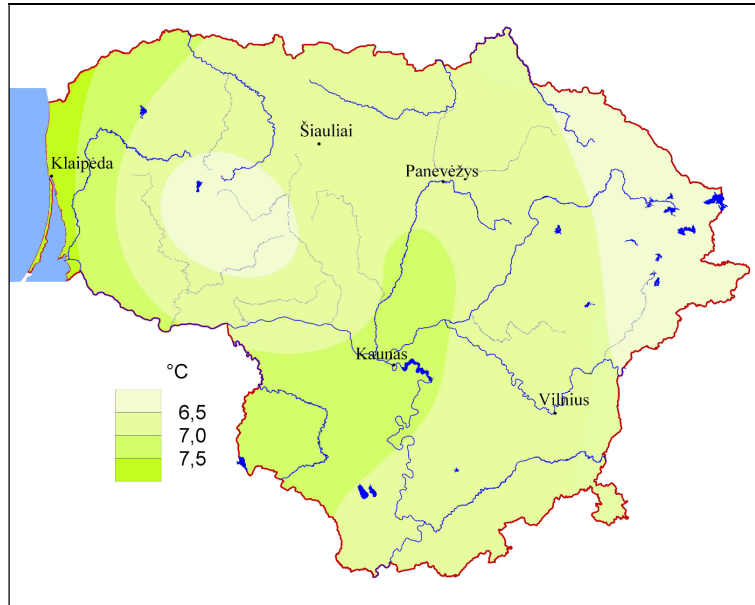 Šiauliai
Klaipėda
Panevėžys
Kaunas
Vilnius
°C
6,5
7,0
7,5